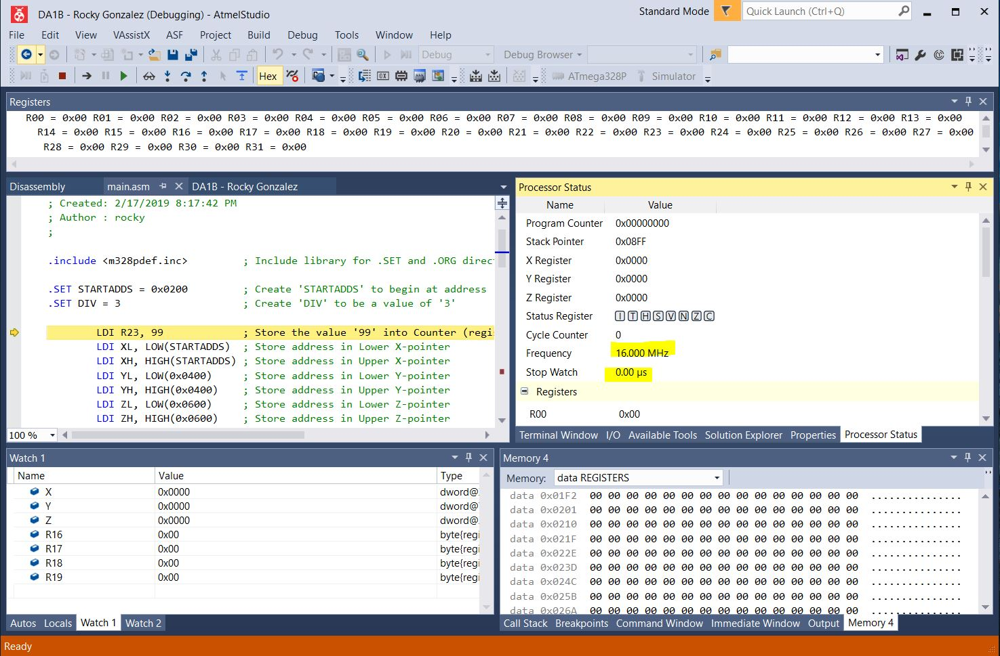 DA1B - Rocky Gonzalez (Debugging) - AtmelStudio
Standard Mode
Quick Launch (Ctrl+Q)
File Edit View VAssistX ASF Project Build Debug Tools Window Help
Debug Debug Browser
Hex ATmega328P Simulator
Registers
R00 = 0x00 R01 = 0x00 R02 = 0x00 R03 = 0x00 R04 = 0x00 R05 = 0x00 R06 = 0x00 R07 = 0x00 R08 = 0x00 R09 = 0x00 R10 = 0x00 R11 = 0x00 R12 = 0x00 R13 = 0x00
R14 = 0x00 R15 = 0x00 R16 = 0x00 R17 = 0x00 R18 = 0x00 R19 = 0x00 R20 = 0x00 R21 = 0x00 R22 = 0x00 R23 = 0x00 R24 = 0x00 R25 = 0x00 R26 = 0x00 R27 = 0x00
R28 = 0x00 R29 = 0x00 R30 = 0x00 R31 = 0x00
Disassembly main.asm DA1B - Rocky Gonzalez
; Created: 2/17/2019 8:17:42 PM
; Author : rocky
;
.include <m328pdef.inc> ; Include library for .SET and .ORG direc
.SET STARTADDS = 0x0200 ; Create 'STARTADDS' to begin at address
.SET DIV = 3 ; Create 'DIV' to be a value of '3'
LDI R23, 99 ; Store the value '99' into Counter (regi
LDI XL, LOW(STARTADDS) ; Store address in Lower X-pointer
LDI XH, HIGH(STARTADDS) ; Store address in Upper X-pointer
LDI YL, LOW(0x0400) ; Store address in Lower Y-pointer
LDI YH, HIGH(0x0400) ; Store address in Upper Y-pointer
LDI ZL, LOW(0x0600) ; Store address in Lower Z-pointer
LDI ZH, HIGH(0x0600) ; Store address in Upper Z-pointer
100 %
Processor Status
Name Value
Program Counter 0x00000000
Stack Pointer 0x08FF
X Register 0x0000
Y Register 0x0000
Z Register 0x0000
Status Register I T H S V N Z C
Cycle Counter 0
Frequency 16.000 MHz
Stop Watch 0.00 µs
Registers
R00 0x00
Terminal Window I/O Available Tools Solution Explorer Properties Processor Status
Watch 1
Name Value Type
X 0x0000 dword@
Y 0x0000 dword@
Z 0x0000 dword@
R16 0x00 byte{regi
R17 0x00 byte{regi
R18 0x00 byte{regi
R19 0x00 byte{regi
Autos Locals Watch 1 Watch 2
Memory 4
Memory: data REGISTERS
data 0x01F2 00 00 00 00 00 00 00 00 00 00 00 00 00 00 00 ...............
data 0x0201 00 00 00 00 00 00 00 00 00 00 00 00 00 00 00 ...............
data 0x0210 00 00 00 00 00 00 00 00 00 00 00 00 00 00 00 ...............
data 0x021F 00 00 00 00 00 00 00 00 00 00 00 00 00 00 00 ...............
data 0x022E 00 00 00 00 00 00 00 00 00 00 00 00 00 00 00 ...............
data 0x023D 00 00 00 00 00 00 00 00 00 00 00 00 00 00 00 ...............
data 0x024C 00 00 00 00 00 00 00 00 00 00 00 00 00 00 00 ...............
data 0x025B 00 00 00 00 00 00 00 00 00 00 00 00 00 00 00 ...............
data 0x026A 00 00 00 00 00 00 00 00 00 00 00 00 00 00 00 ...............
Call Stack Breakpoints Command Window Immediate Window Output Memory 4
Ready